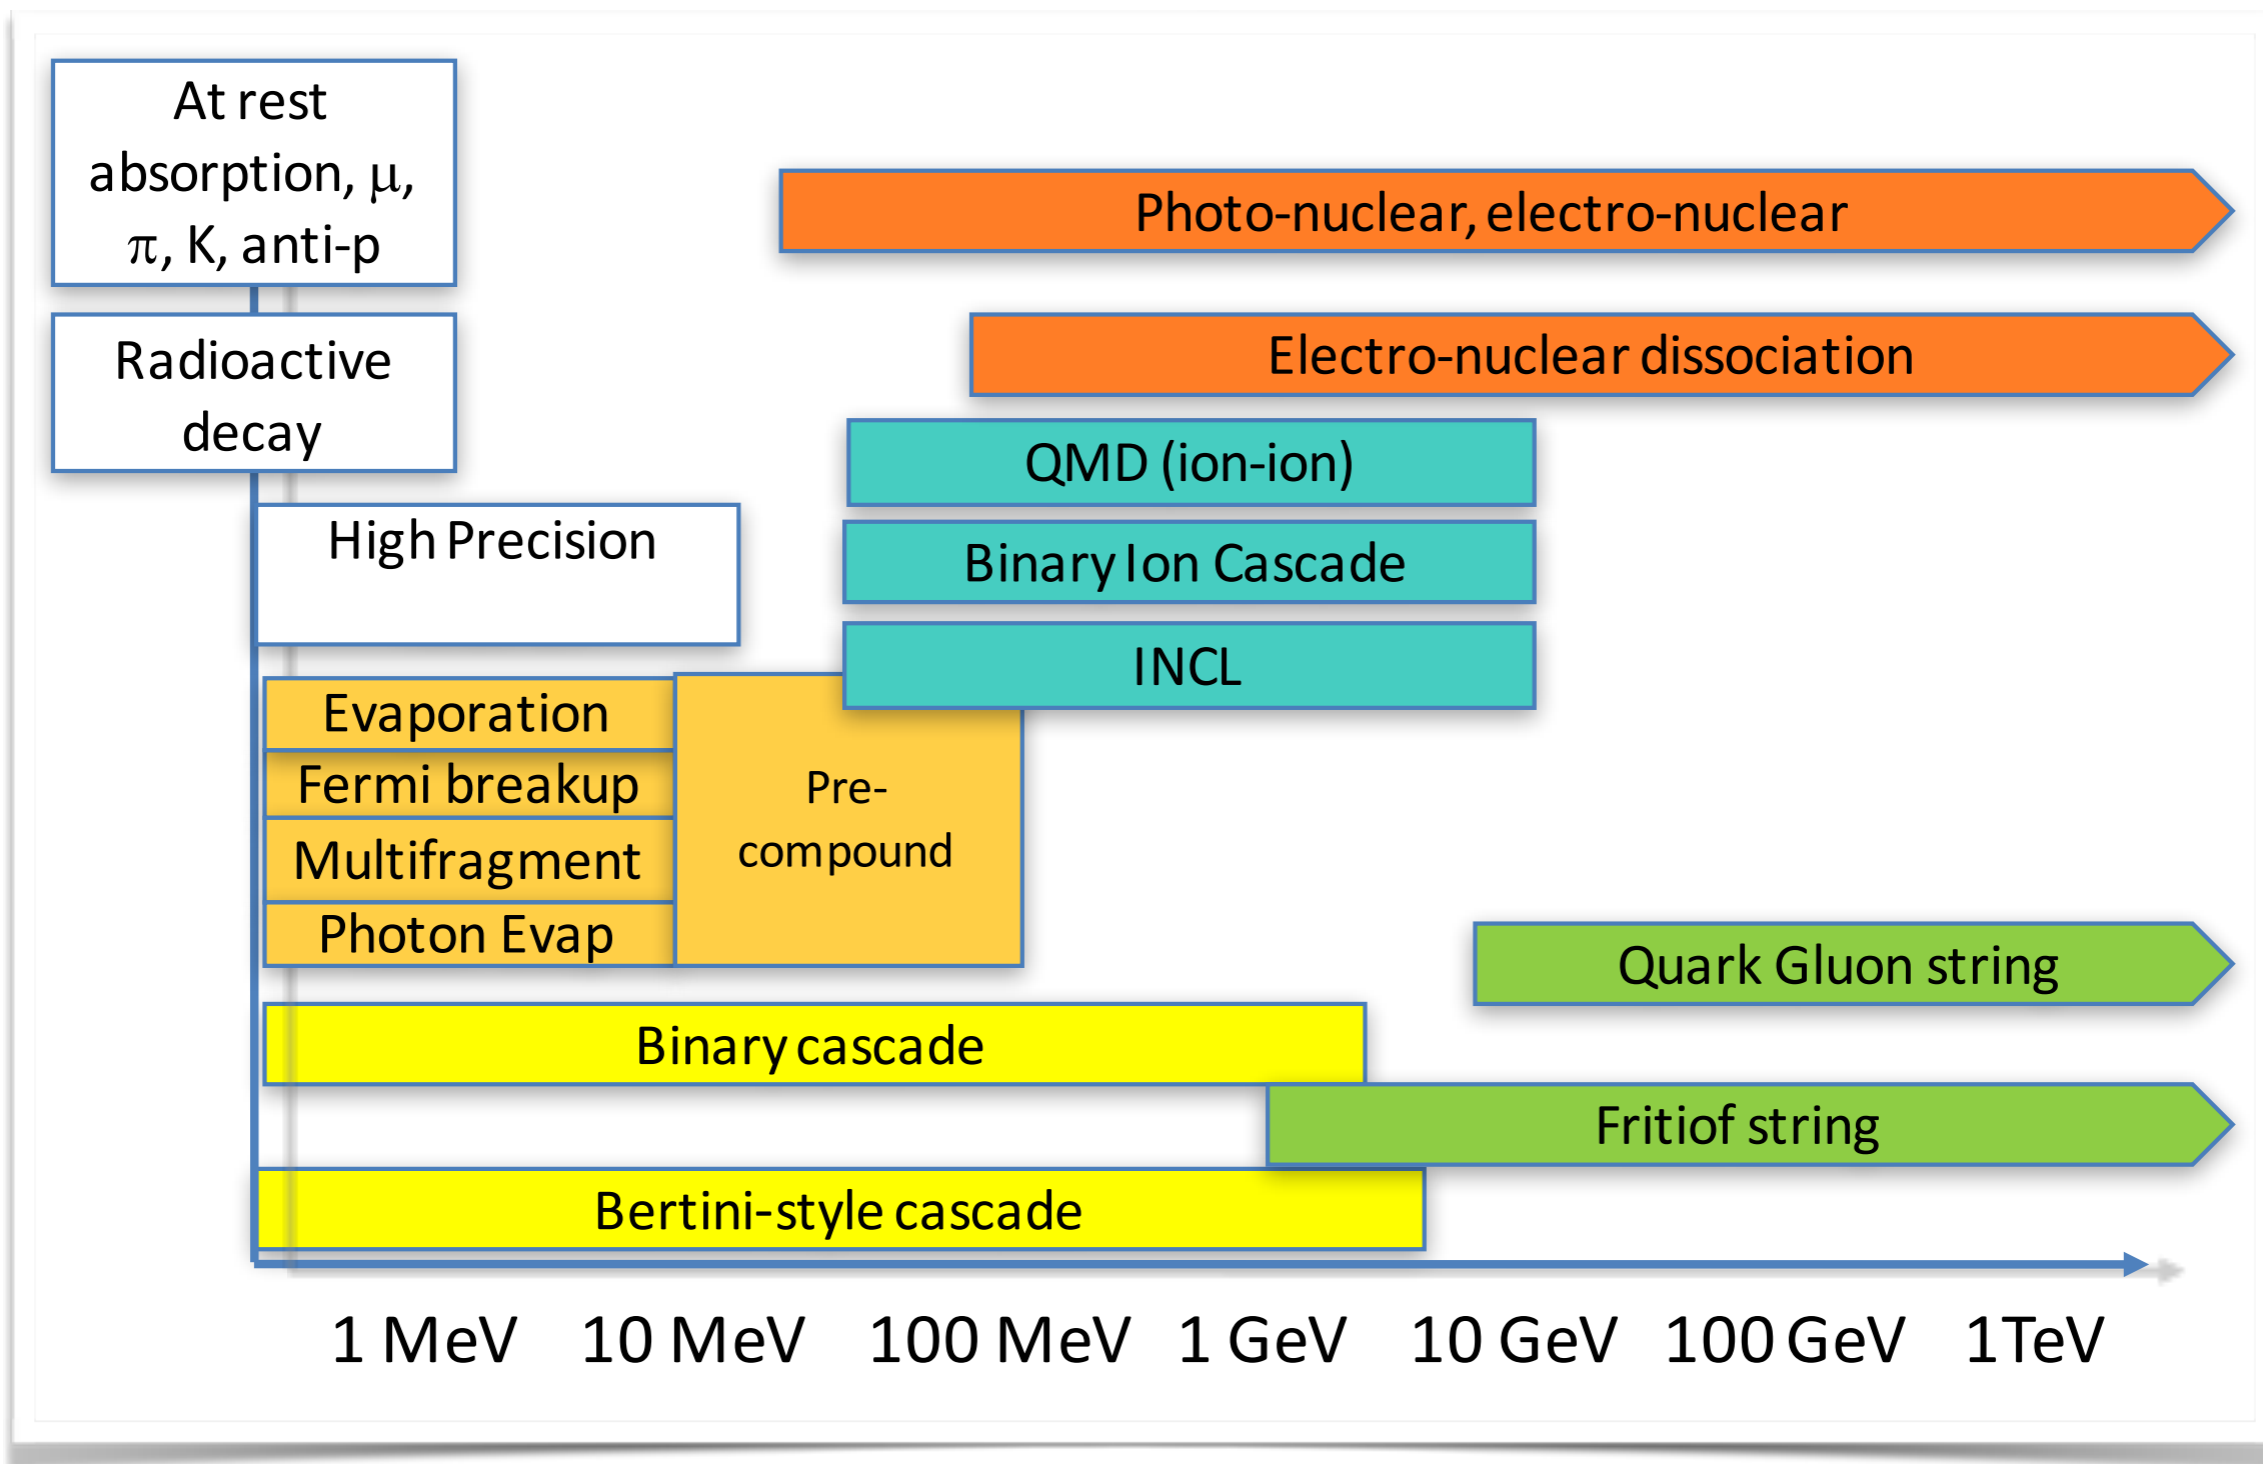 At rest
absorption, μ,
π, K, anti-p
Photo-nuclear, electro-nuclear
Radioactive
decay
Electro-nuclear dissociation
QMD (ion-ion)
High Precision
Binary Ion Cascade
INCL
Evaporation
Fermi breakup
Multifragment
Photon Evap
Pre-
compound
Quark Gluon string
Binary cascade
Fritiof string
Bertini-style cascade
1 MeV 10 MeV 100 MeV 1 GeV 10 GeV 100 GeV 1TeV